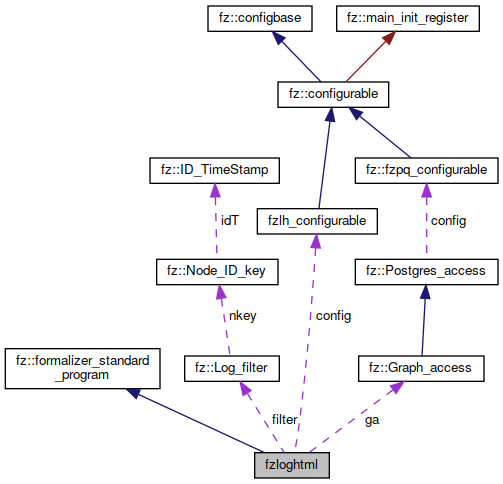 fz::configbase
fz::main_init_register
fz::configurable
fz::ID_TimeStamp
fz::fzpq_configurable
idT
fzlh_configurable
config
fz::Node_ID_key
fz::Postgres_access
nkey
config
fz::formalizer_standard
_program
fz::Log_filter
fz::Graph_access
filter
ga
fzloghtml